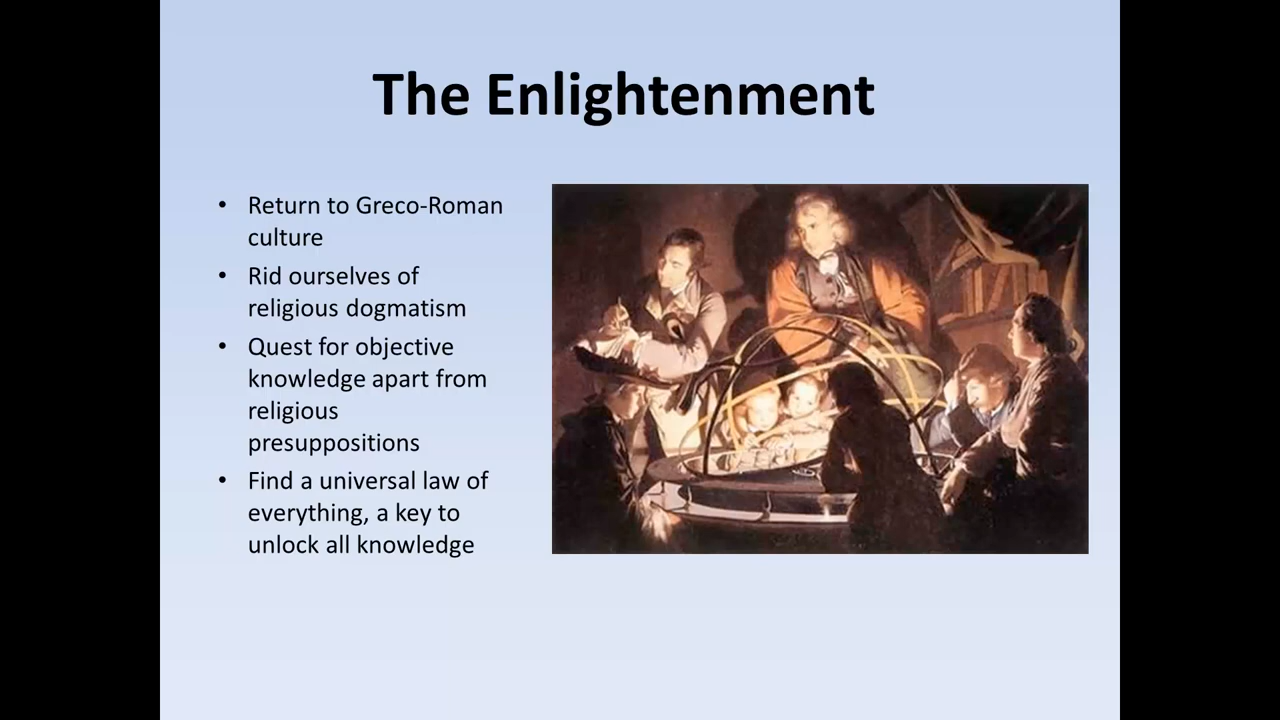 The Enlightenment
• Return to Greco-Roman
culture
• Rid ourselves of
religious dogmatism
• Quest for objective
knowledge apart from
religious
presuppositions
• Find a universal law of
everything, a key to
unlock all knowledge